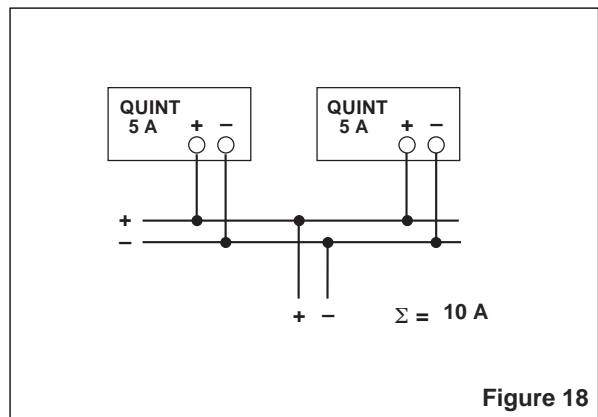 QUINT QUINT
5 A + − 5 A + −
+
−
+ − Σ = 10 A
Figure 18